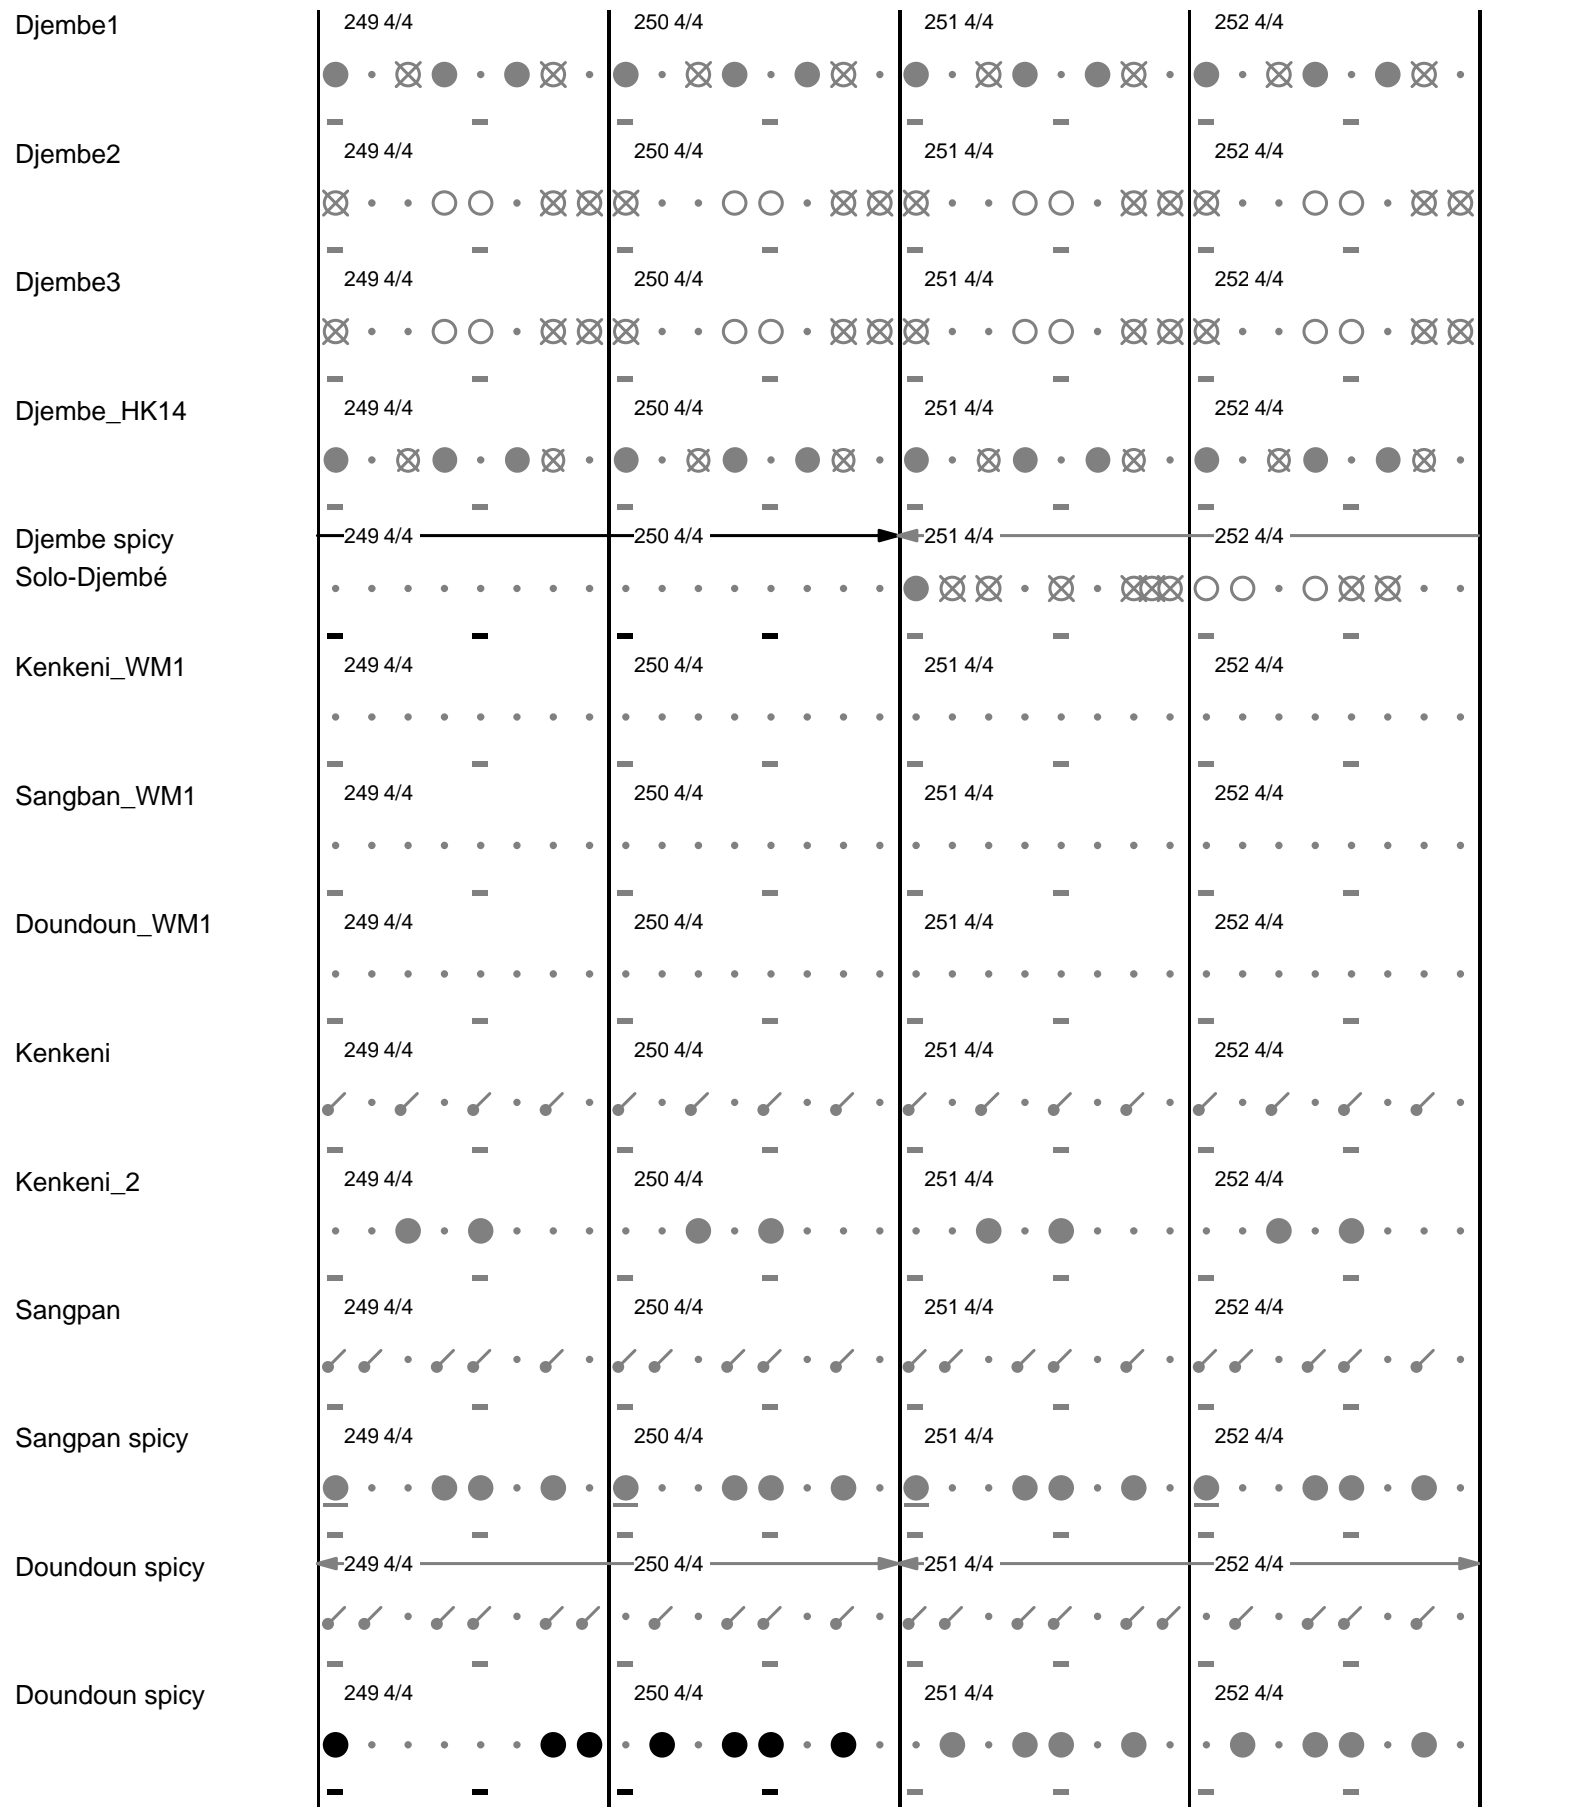 Djembe1 249 4/4 250 4/4 251 4/4 252 4/4
Djembe2 249 4/4 250 4/4 251 4/4 252 4/4
Djembe3 249 4/4 250 4/4 251 4/4 252 4/4
Djembe_HK14 249 4/4 250 4/4 251 4/4 252 4/4
Djembe spicy 249 4/4 250 4/4 251 4/4 252 4/4
Solo-Djembé
Kenkeni_WM1 249 4/4 250 4/4 251 4/4 252 4/4
Sangban_WM1 249 4/4 250 4/4 251 4/4 252 4/4
Doundoun_WM1 249 4/4 250 4/4 251 4/4 252 4/4
Kenkeni 249 4/4 250 4/4 251 4/4 252 4/4
Kenkeni_2 249 4/4 250 4/4 251 4/4 252 4/4
Sangpan 249 4/4 250 4/4 251 4/4 252 4/4
Sangpan spicy 249 4/4 250 4/4 251 4/4 252 4/4
Doundoun spicy 249 4/4 250 4/4 251 4/4 252 4/4
Doundoun spicy 249 4/4 250 4/4 251 4/4 252 4/4